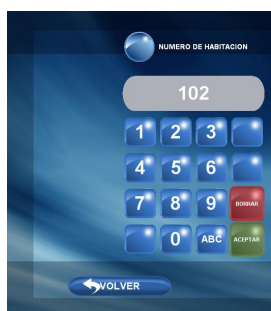 NUMERO DE HABITACION
102
1 2 3
4 5 6
7 8 9 BORRAR
0 ABC ACEPTAR
VOLVER